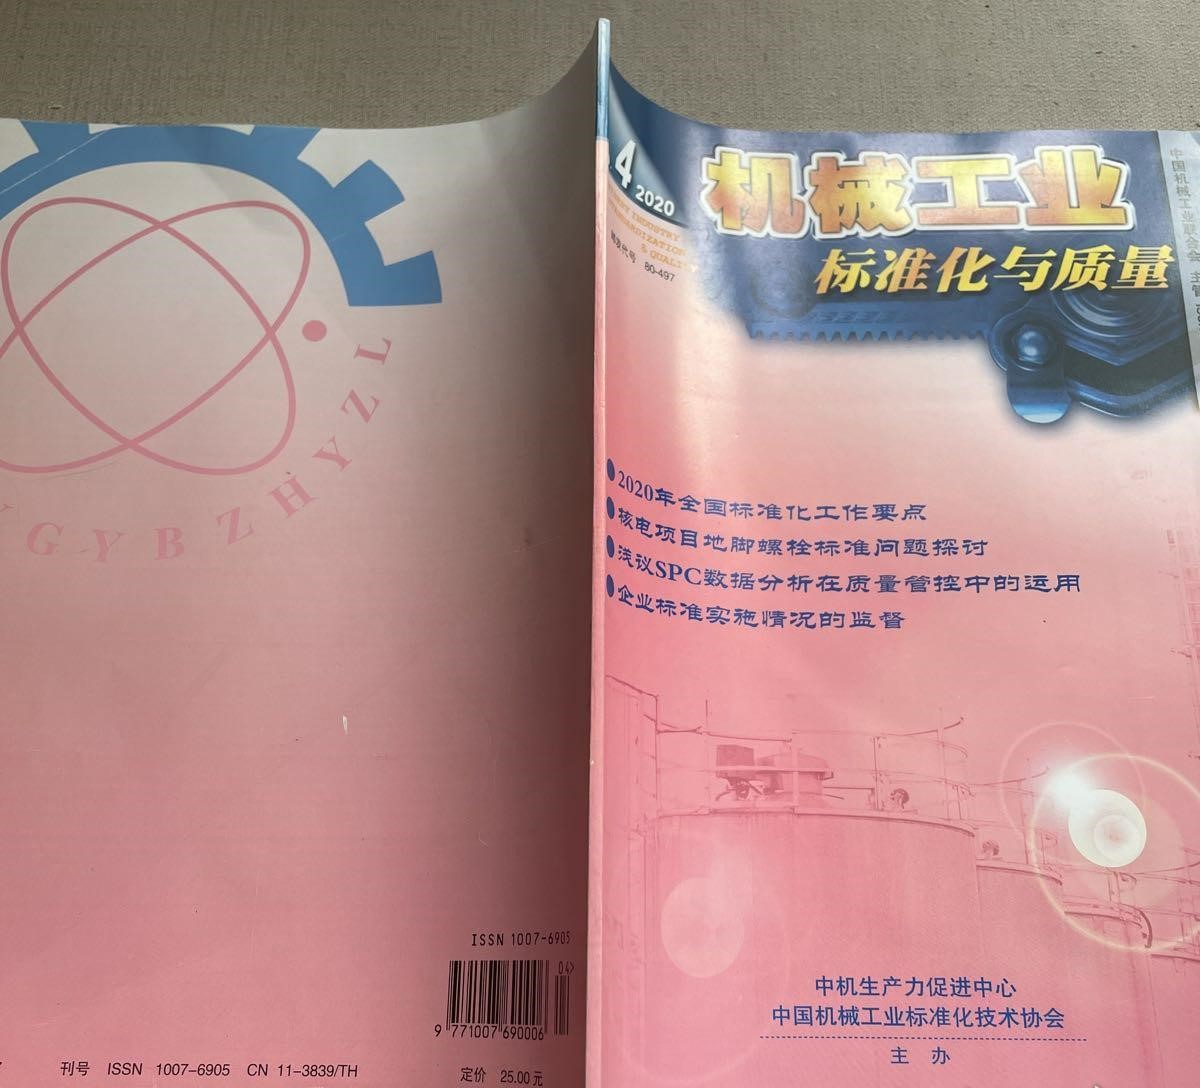 .4 2020
机械工业
标准化与质量
& QUALITY
邮发代号 80-497
中国机械工业联合会 主管
●2020年全国标准化工作要点
●核电项目地脚螺栓标准问题探讨
●浅议SPC数据分析在质量管控中的运用
●企业标准实施情况的监督
中机生产力促进中心
中国机械工业标准化技术协会
主 办
GYBZHYZL
ISSN 1007-6905
04>
9 771007 690006
刊号 ISSN 1007-6905 CN 11-3839/TH
定价 25.00元